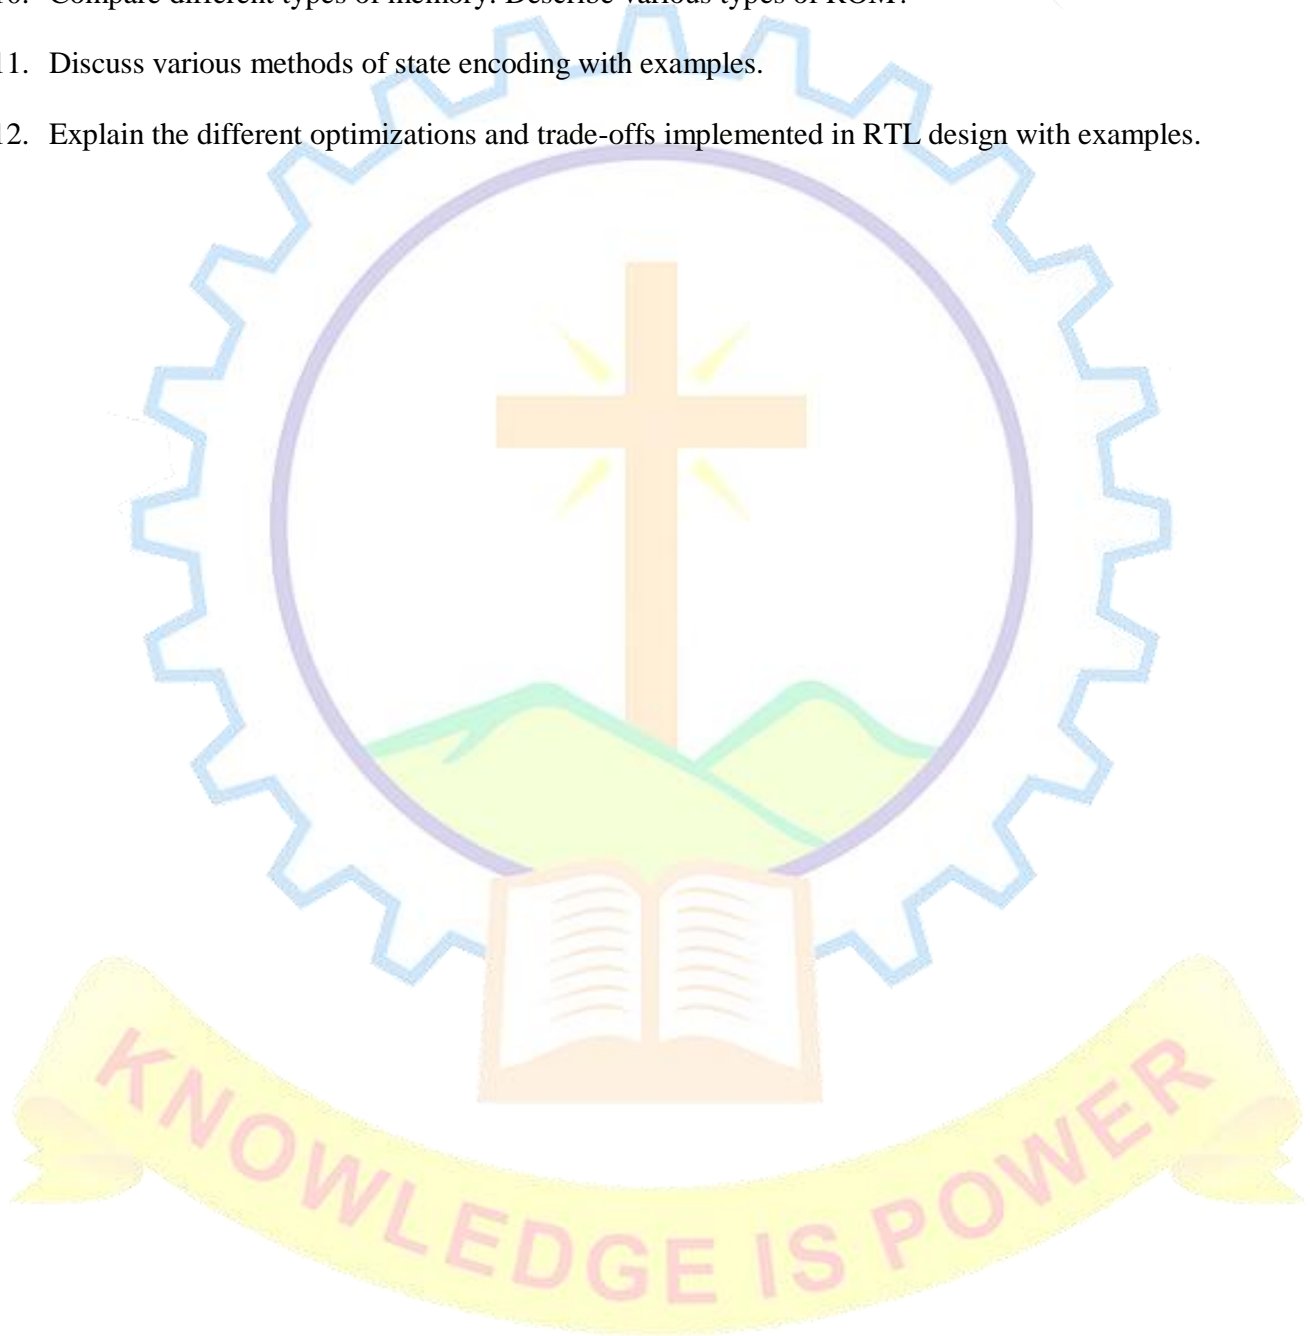 10. Compare different types of memory. Describe various types of ROM?
11. Discuss various methods of state encoding with examples.
12. Explain the different optimizations and trade-offs implemented in RTL design with examples.
KNOWLEDGE IS POWER